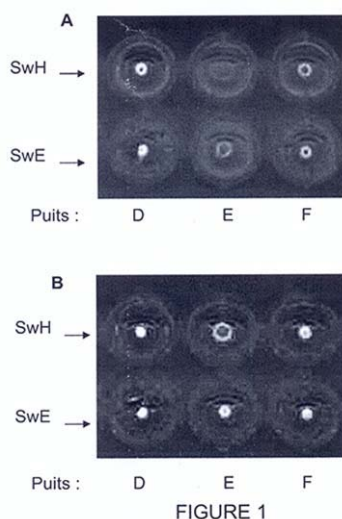 A
SwH
SwE
Puits : D E F
B
SwH
SwE
Puits : D E F
FIGURE 1